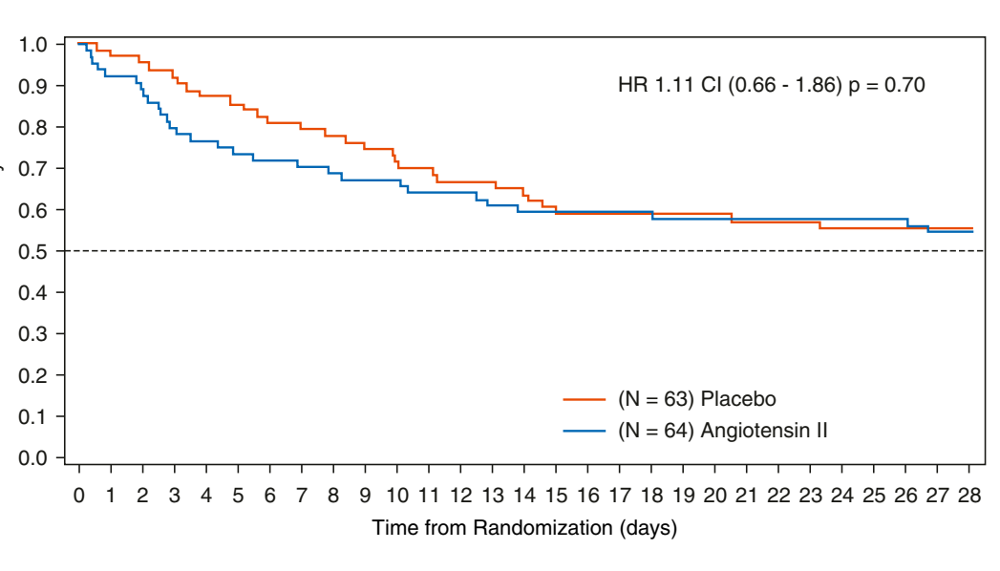 1.0
0.9
0.8
0.7
0.6
0.5
0.4
0.3
0.2
0.1
0.0
HR 1.11 CI (0.66 - 1.86) p = 0.70
(N = 63) Placebo
(N = 64) Angiotensin II
0 1 2 3 4 5 6 7 8 9 10 11 12 13 14 15 16 17 18 19 20 21 22 23 24 25 26 27 28
Time from Randomization (days)